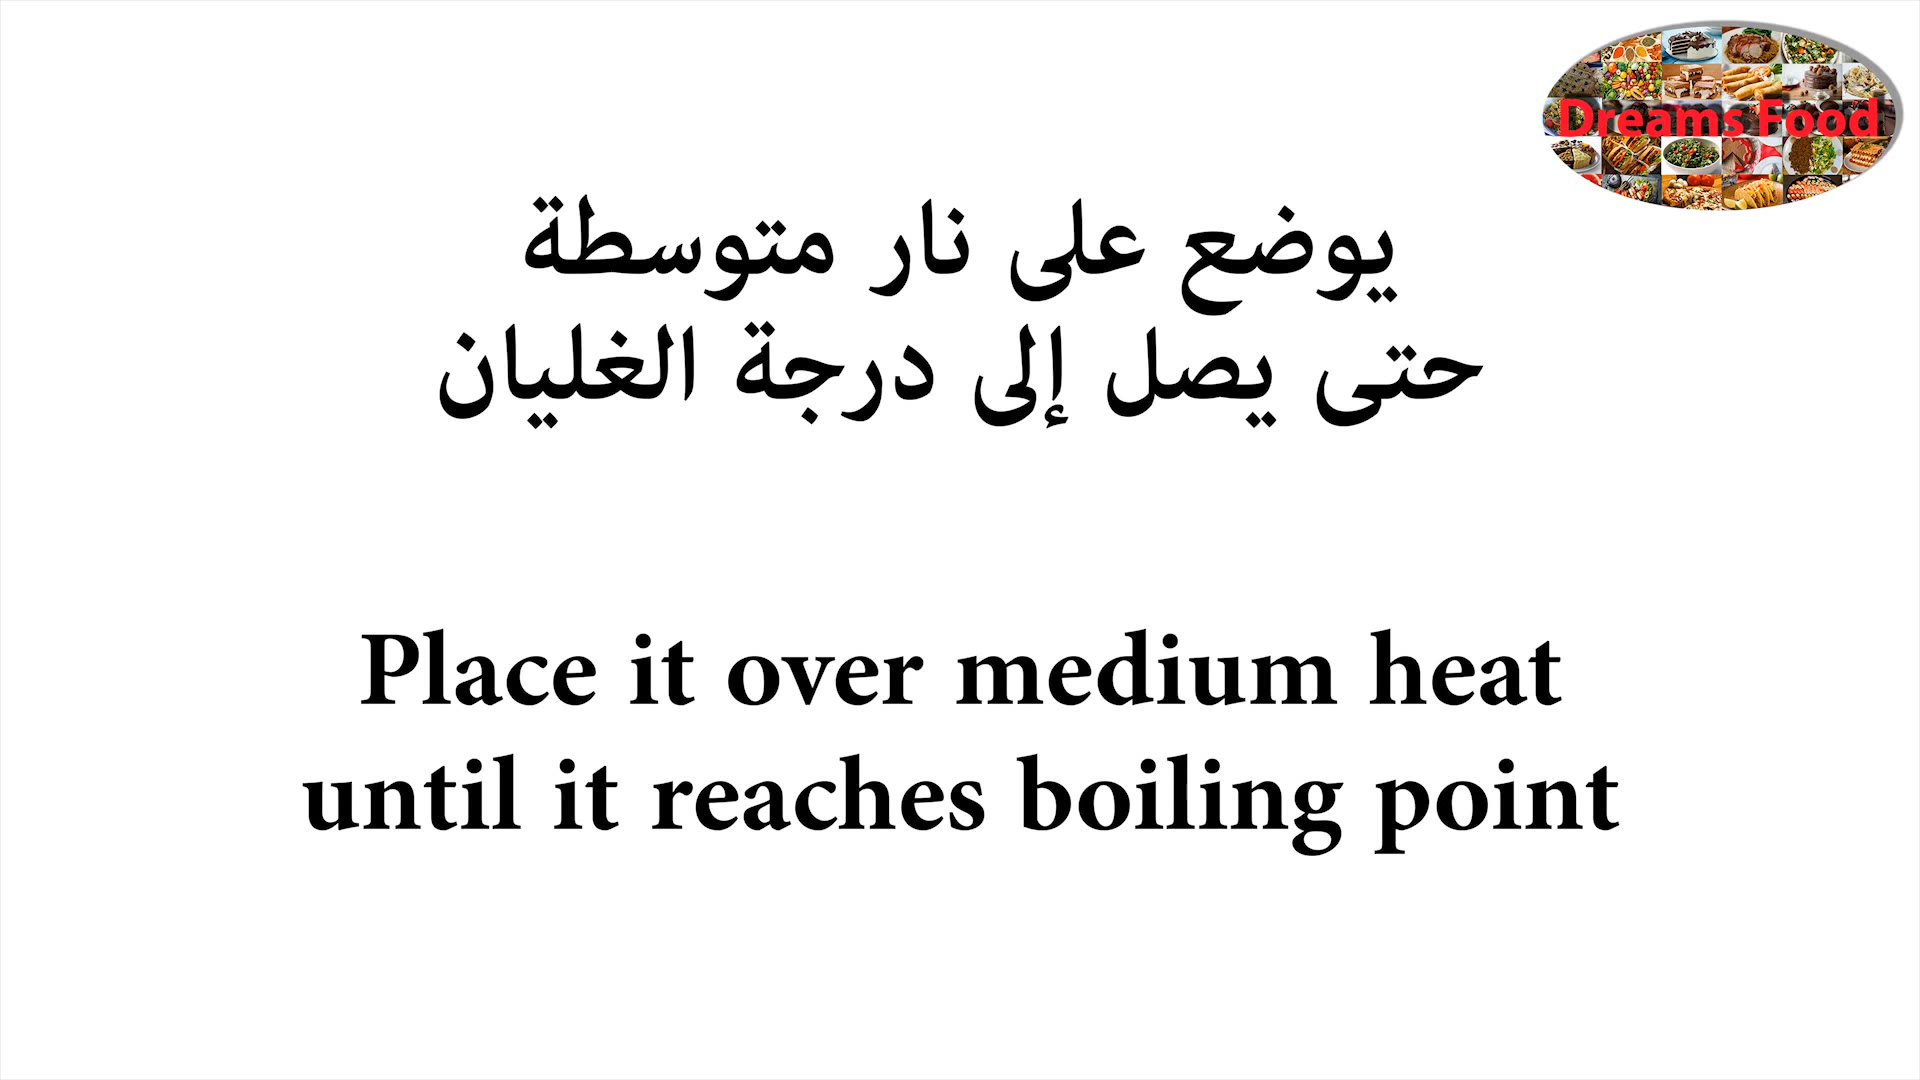 Dreams Food
يوضع على نار متوسطة
حتى يصل إلى درجة الغليان
Place it over medium heat
until it reaches boiling point